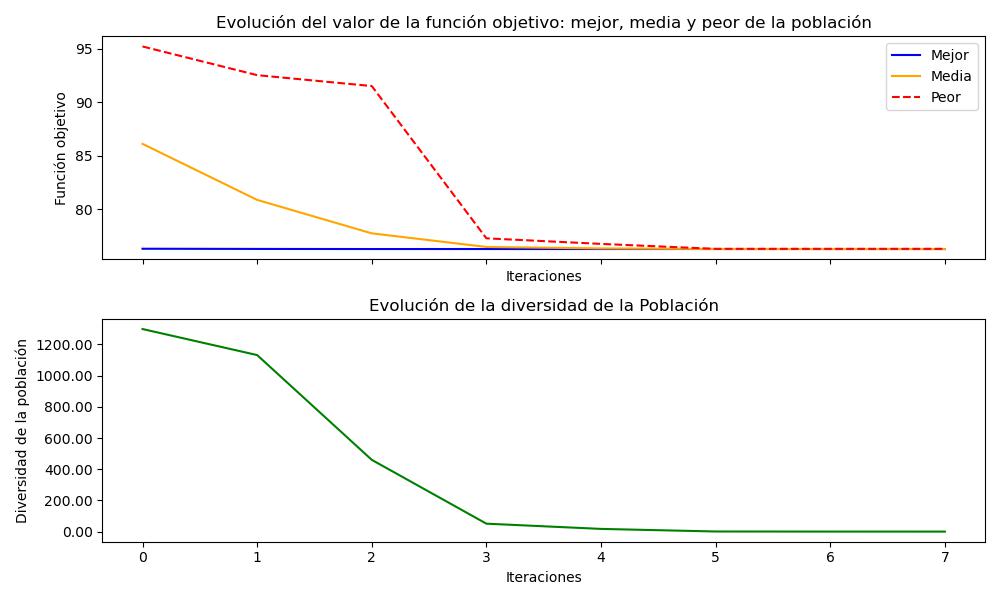 Evolución del valor de la función objetivo: mejor, media y peor de la población
Función objetivo
95
90
85
80
Mejor
Media
Peor
Iteraciones
Evolución de la diversidad de la Población
Diversidad de la población
1200.00
1000.00
800.00
600.00
400.00
200.00
0.00
0 1 2 3 4 5 6 7
Iteraciones